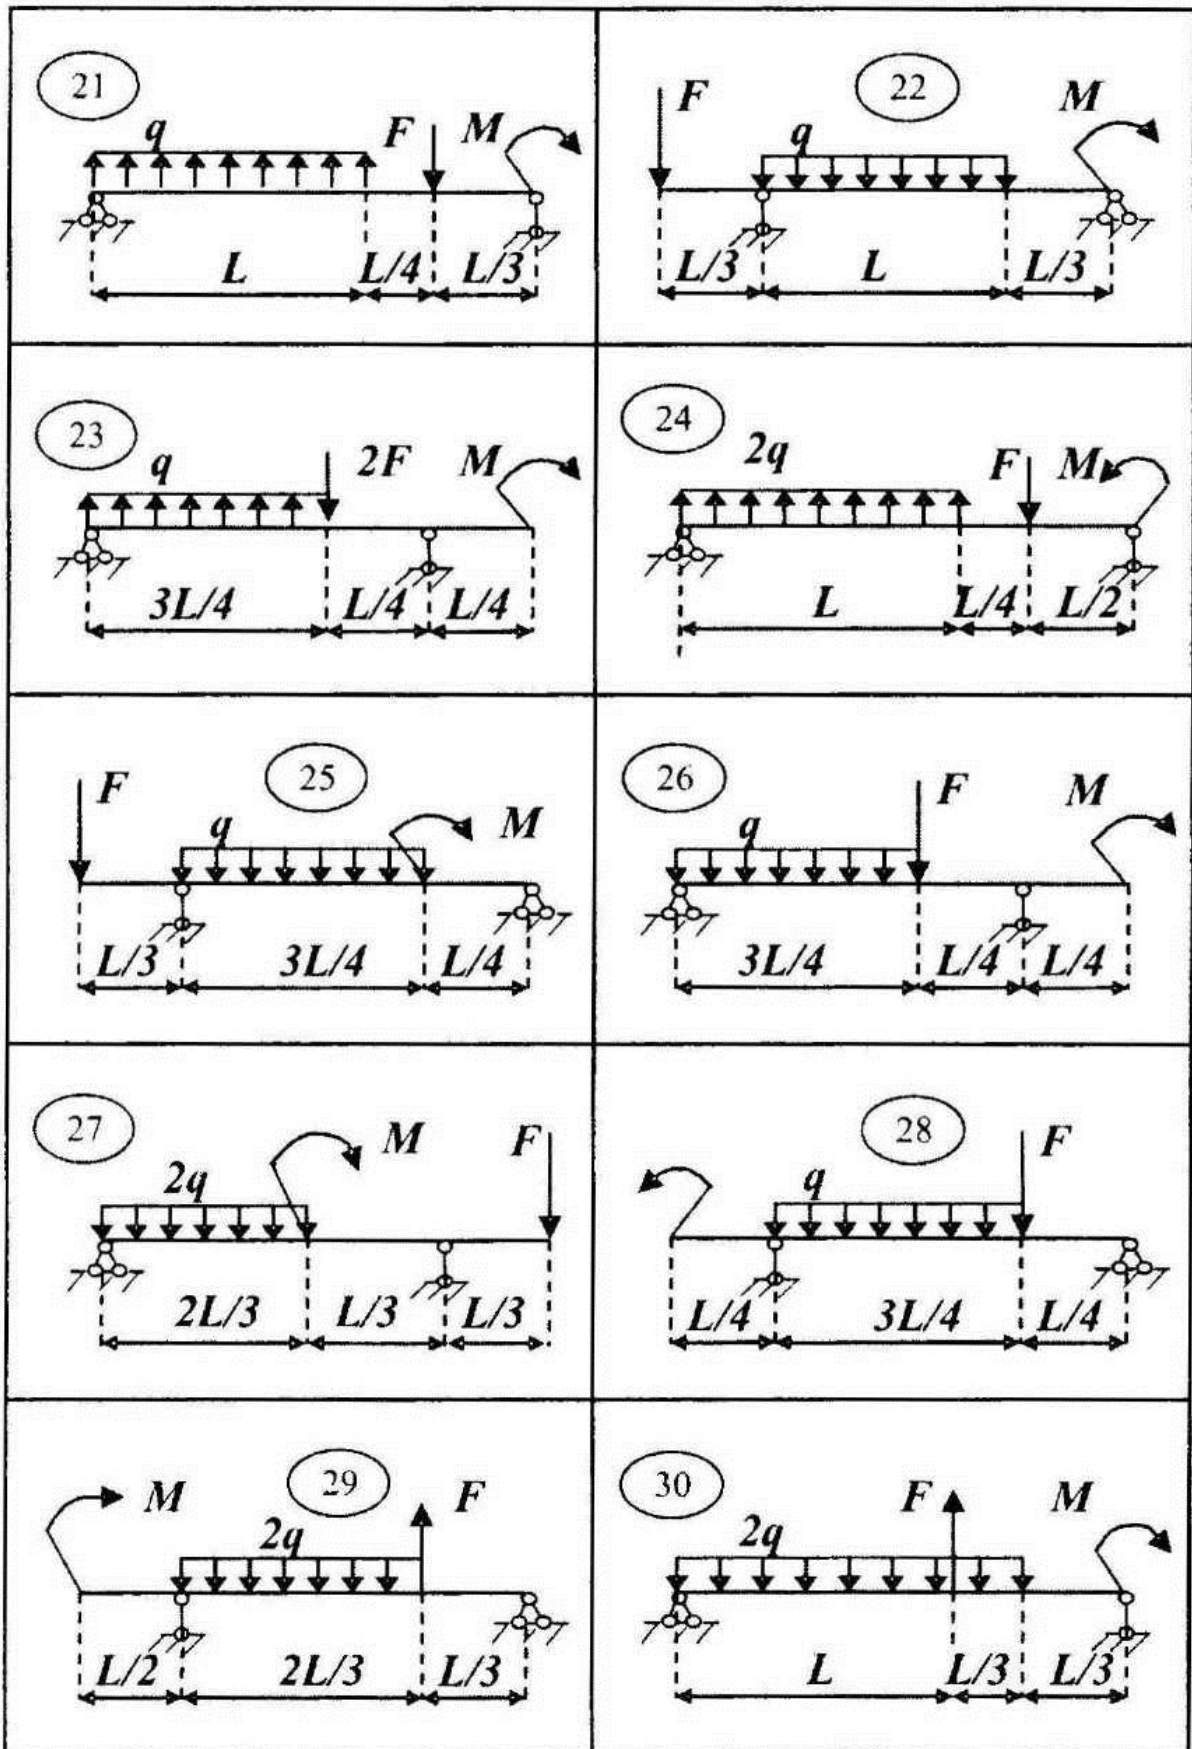 21
q F M
L L/4 L/3
22
F q M
L/3 L L/3
23
q 2F M
3L/4 L/4 L/4
24
2q F M
L L/4 L/2
25
F q M
L/3 3L/4 L/4
26
q F M
3L/4 L/4 L/4
27
2q M F
2L/3 L/3 L/3
28
q F
L/4 3L/4 L/4
29
M 2q F
L/2 2L/3 L/3
30
2q F M
L L/3 L/3